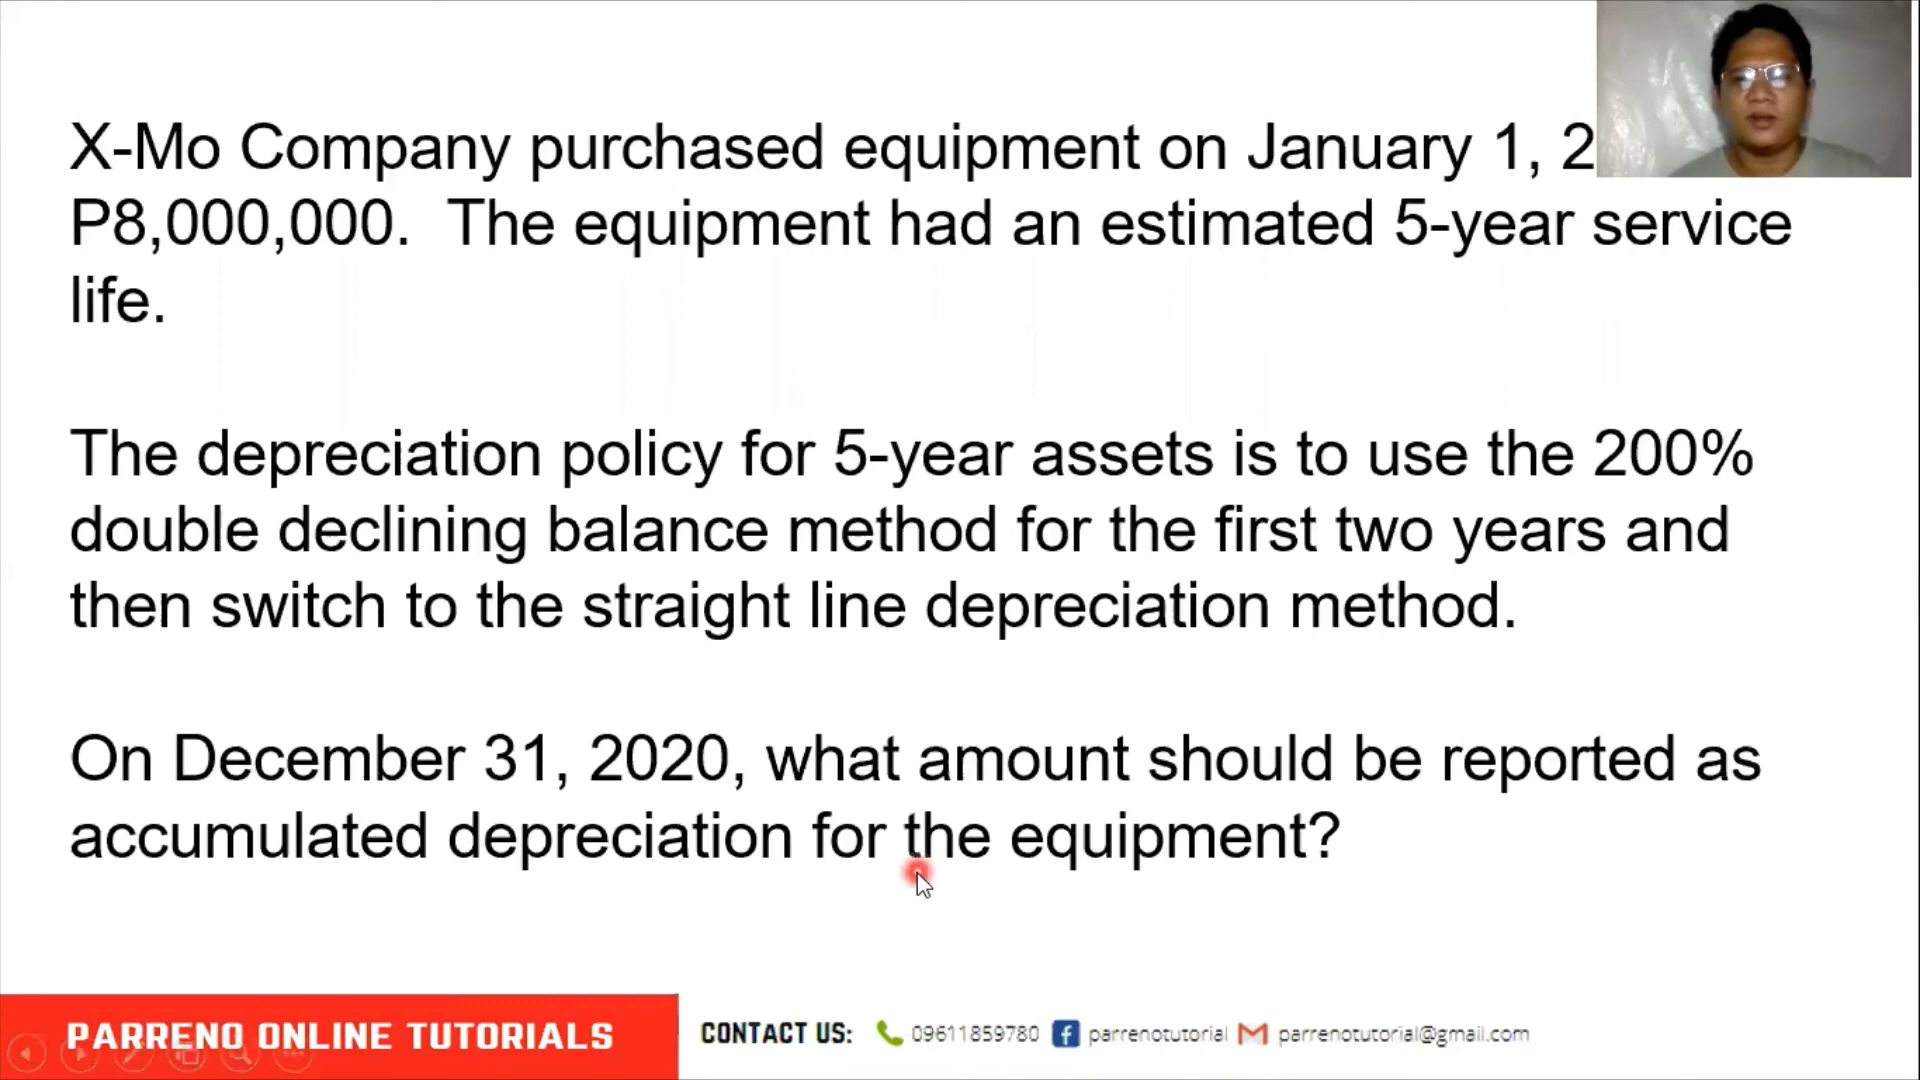 X-Mo Company purchased equipment on January 1, 2
P8,000,000. The equipment had an estimated 5-year service
life.
The depreciation policy for 5-year assets is to use the 200%
double declining balance method for the first two years and
then switch to the straight line depreciation method.
On December 31, 2020, what amount should be reported as
accumulated depreciation for the equipment?
PARRENO ONLINE TUTORIALS
CONTACT US: 09611859780 parrenotutorial parrenotutorial@gmail.com